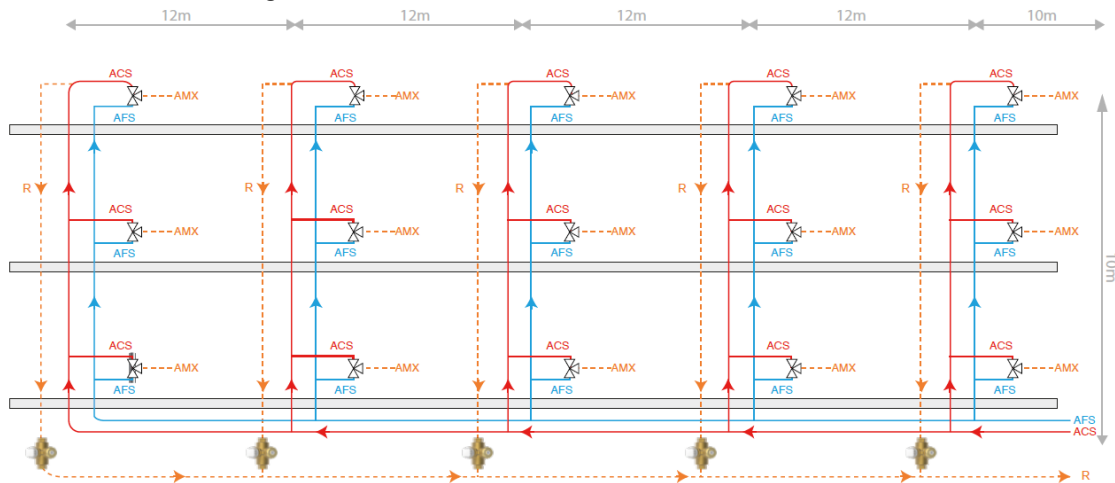 12m 12m 12m 12m 10m
ACS ACS ACS ACS ACS
AMX AMX AMX AMX AMX
AFS AFS AFS AFS AFS
R R R R R
10m
ACS ACS ACS ACS ACS
AMX AMX AMX AMX AMX
AFS AFS AFS AFS AFS
ACS ACS ACS ACS ACS
AMX AMX AMX AMX AMX
AFS AFS AFS AFS AFS
AFS
ACS
R